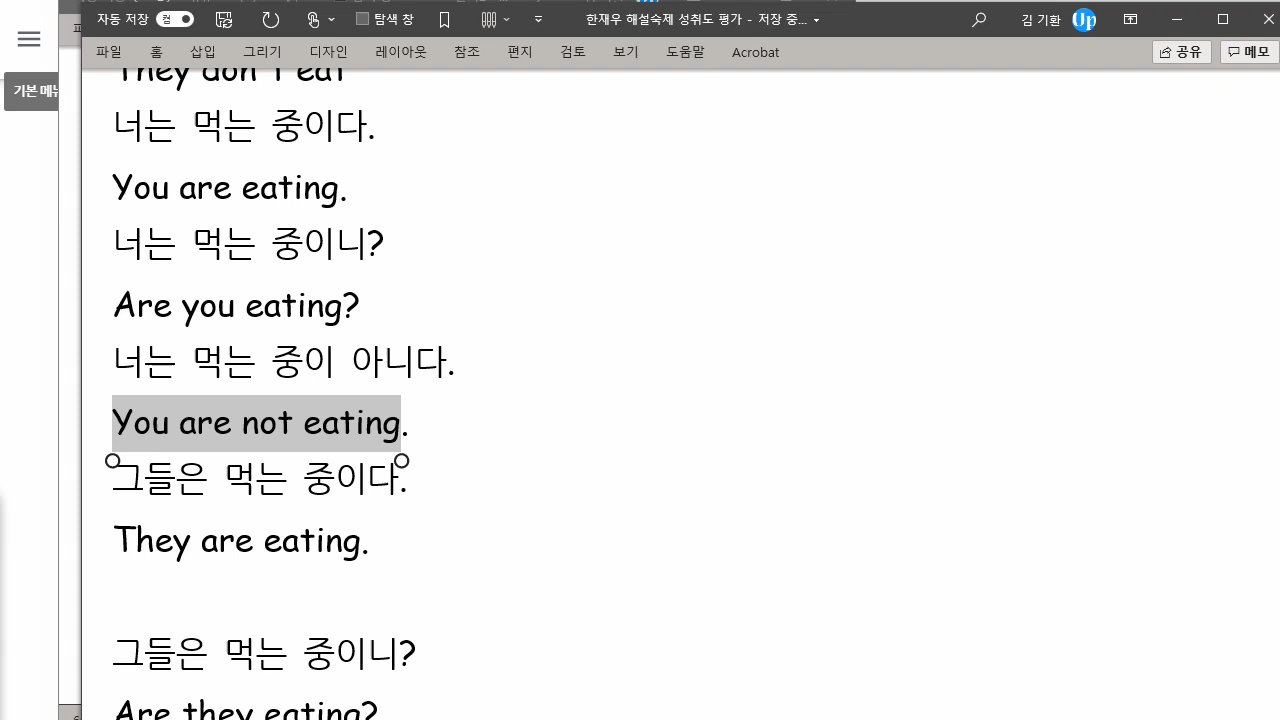 자동 저장 컴 탐색 창 한재우 해설숙제 성취도 평가 - 저장 중... 김 기환 Up
파일 홈 삽입 그리기 디자인 레이아웃 참조 편지 검토 보기 도움말 Acrobat 공유 메모
기본 메뉴
They don't eat
너는 먹는 중이다.
You are eating.
너는 먹는 중이니?
Are you eating?
너는 먹는 중이 아니다.
You are not eating.
그들은 먹는 중이다.
They are eating.
그들은 먹는 중이니?
Are they eating?